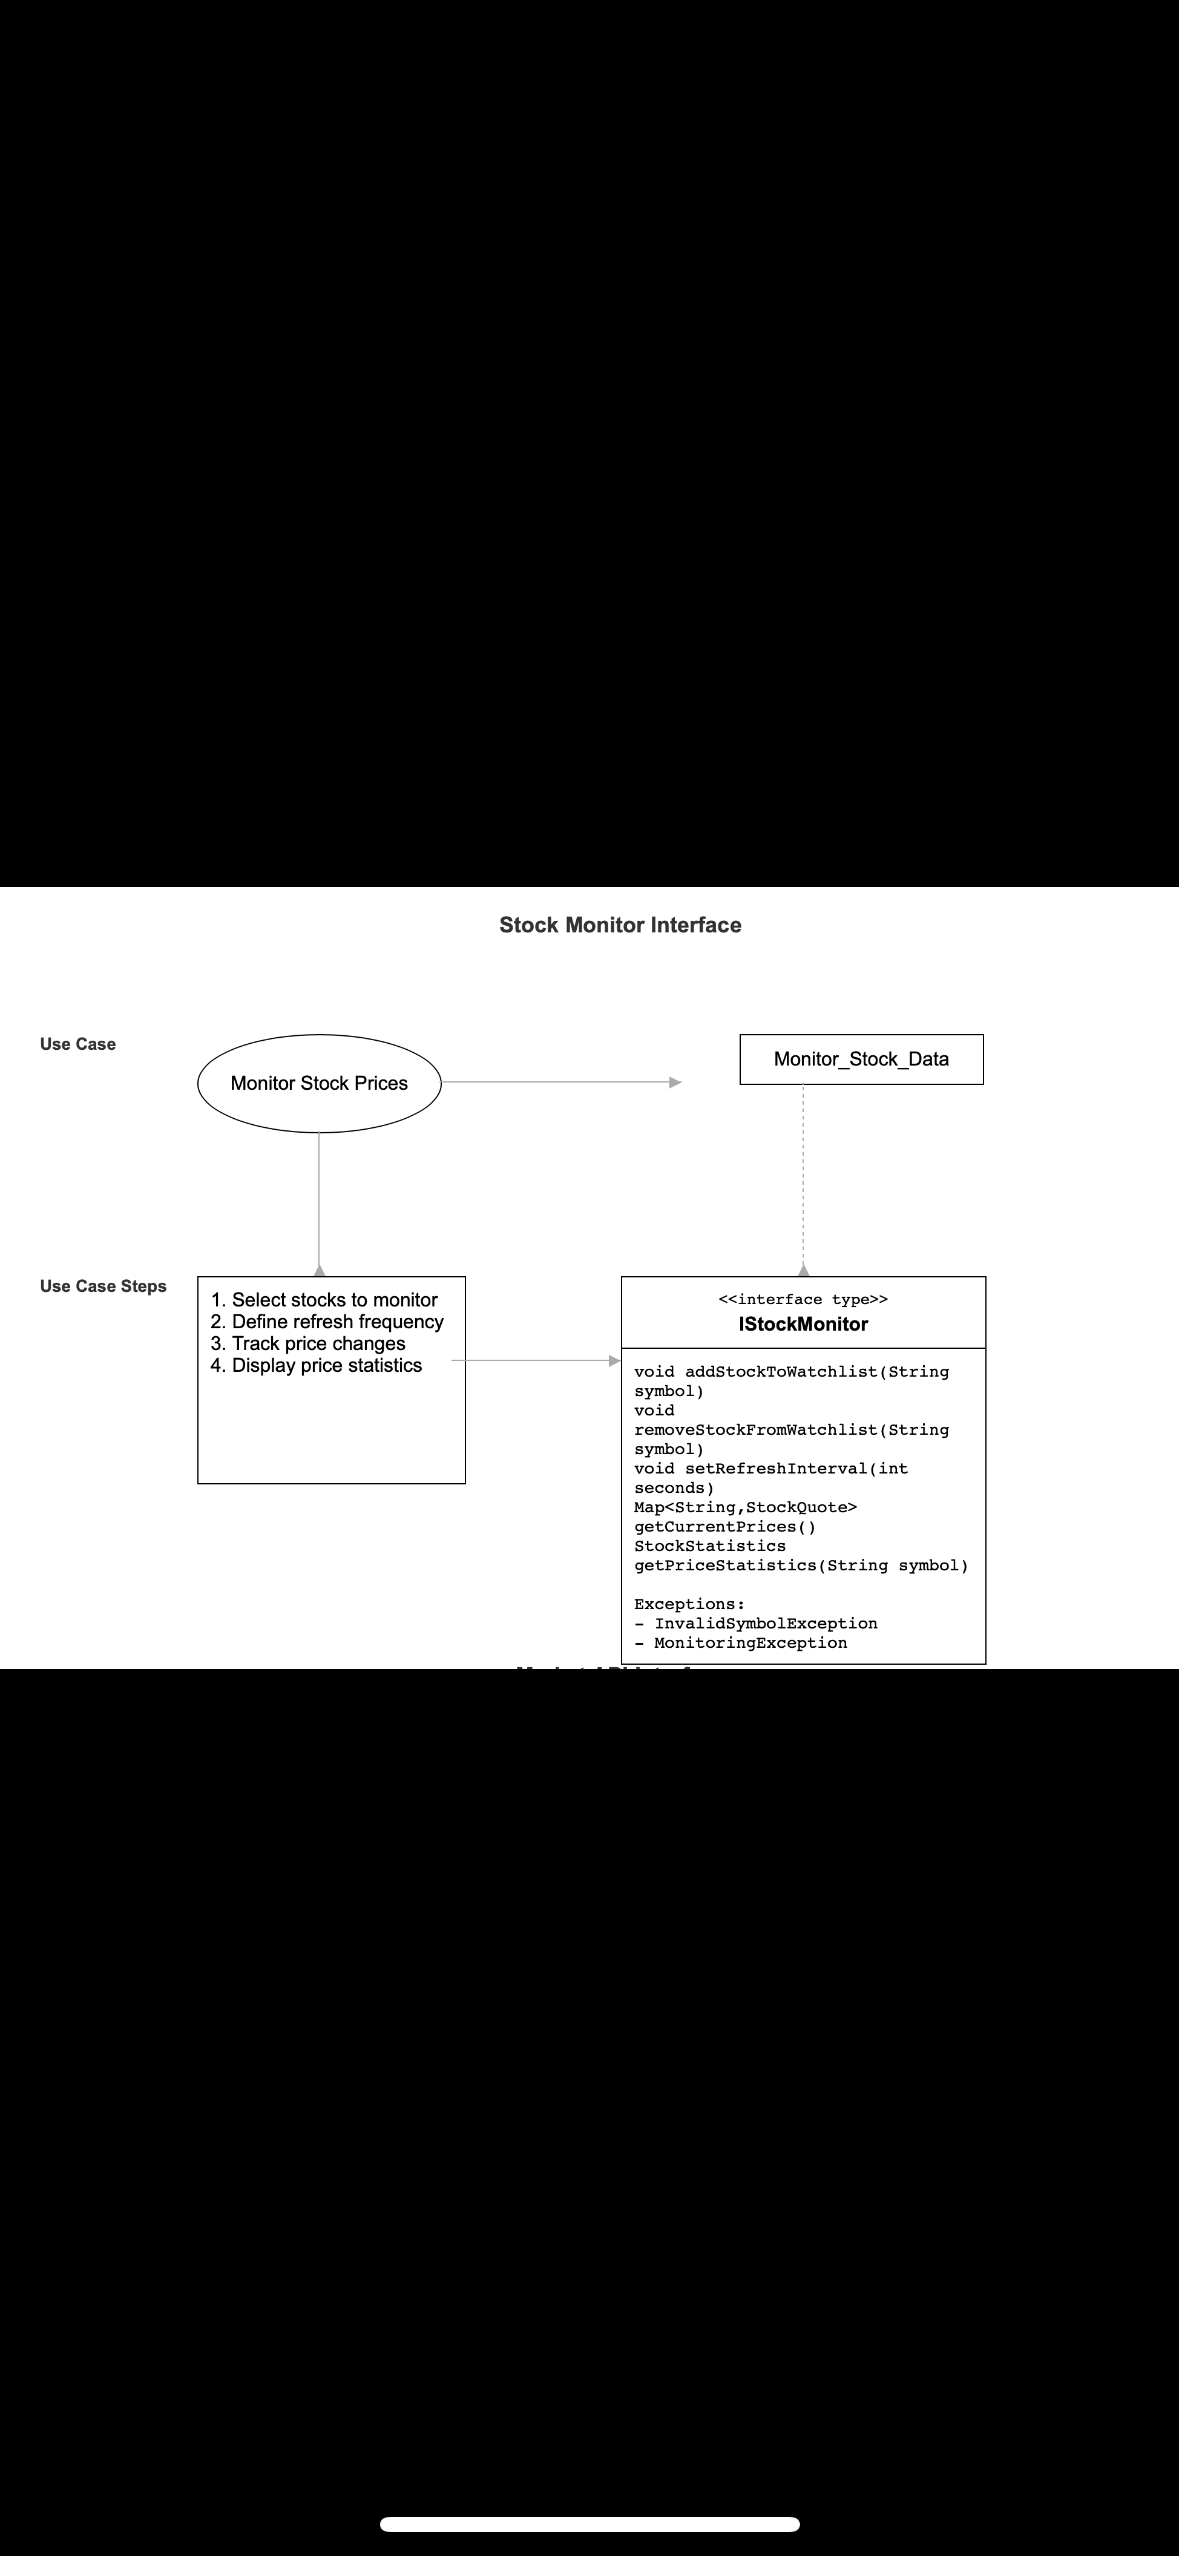 Stock Monitor Interface
Use Case
Monitor Stock Prices
Monitor_Stock_Data
Use Case Steps
1. Select stocks to monitor
2. Define refresh frequency
3. Track price changes
4. Display price statistics
<<interface type>>
IStockMonitor
void addStockToWatchlist(String
symbol)
void
removeStockFromWatchlist(String
symbol)
void setRefreshInterval(int
seconds)
Map<String,StockQuote>
getCurrentPrices()
StockStatistics
getPriceStatistics(String symbol)
Exceptions:
- InvalidSymbolException
- MonitoringException